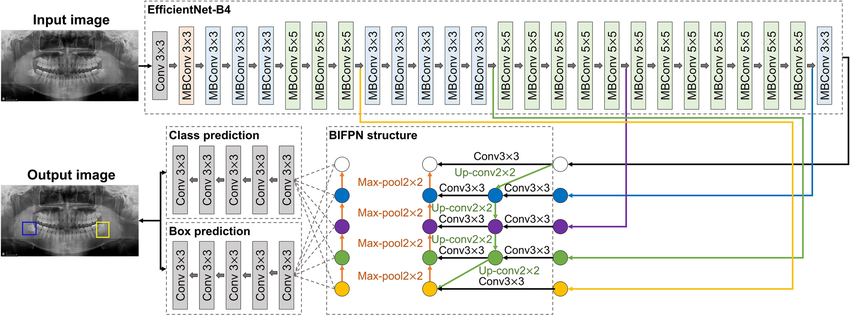 Input image
EfficientNet-B4
Conv 3×3
MBConv 3×3
MBConv 3×3
MBConv 3×3
MBConv 3×3
MBConv 5×5
MBConv 5×5
MBConv 5×5
MBConv 3×3
MBConv 3×3
MBConv 3×3
MBConv 3×3
MBConv 5×5
MBConv 5×5
MBConv 5×5
MBConv 5×5
MBConv 5×5
MBConv 5×5
MBConv 5×5
MBConv 5×5
MBConv 5×5
MBConv 5×5
MBConv 5×5
MBConv 5×5
MBConv 5×5
MBConv 3×3
Output image
Class prediction
Conv 3×3
Conv 3×3
Conv 3×3
Conv 3×3
Conv 3×3
Box prediction
Conv 3×3
Conv 3×3
Conv 3×3
Conv 3×3
Conv 3×3
BIFPN structure
Conv3×3
Up-conv2×2
Max-pool2×2
Conv3×3
Conv3×3
Up-conv2×2
Max-pool2×2
Conv3×3
Conv3×3
Up-conv2×2
Max-pool2×2
Conv3×3
Conv3×3
Up-conv2×2
Max-pool2×2
Conv3×3